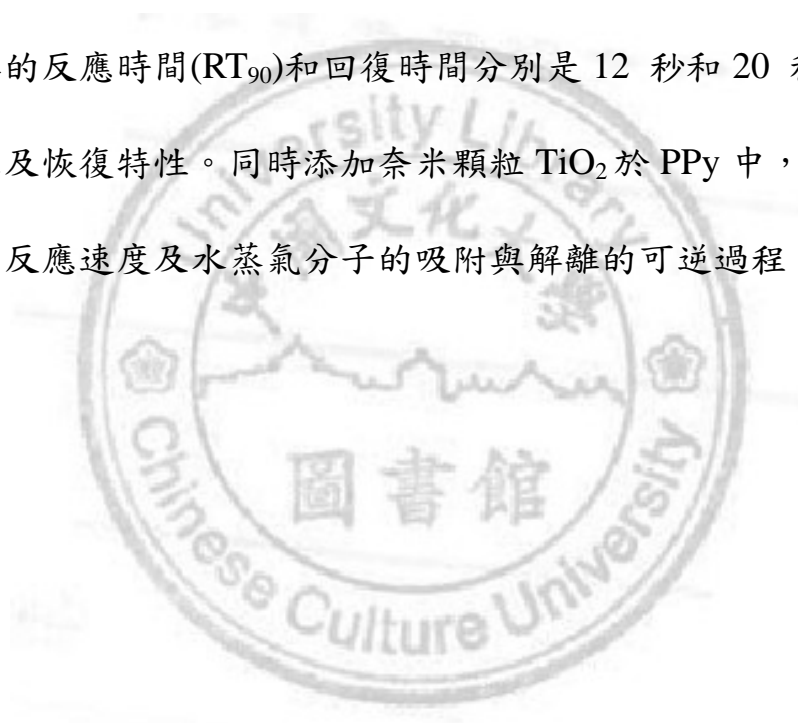 的反應時間(RT90)和回復時間分別是 12 秒和 20
及恢復特性。同時添加奈米顆粒 TiO2 於 PPy 中，
反應速度及水蒸氣分子的吸附與解離的可逆過程
University Library
文化大學
圖書館
Chinese Culture University